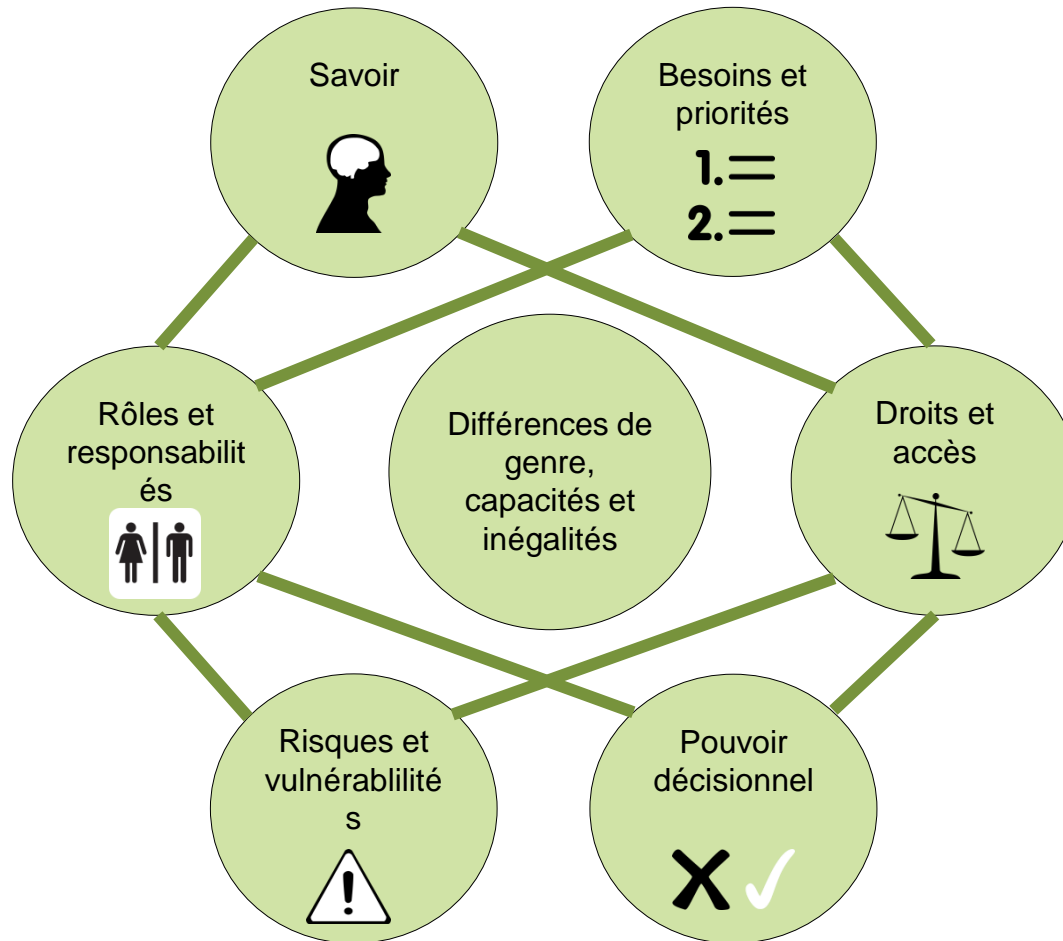 Savoir
Besoins et
priorités
1.
2.
Rôles et
responsabilit
és
Différences de
genre,
capacités et
inégalités
Droits et
accès
Risques et
vulnérablilité
s
Pouvoir
décisionnel